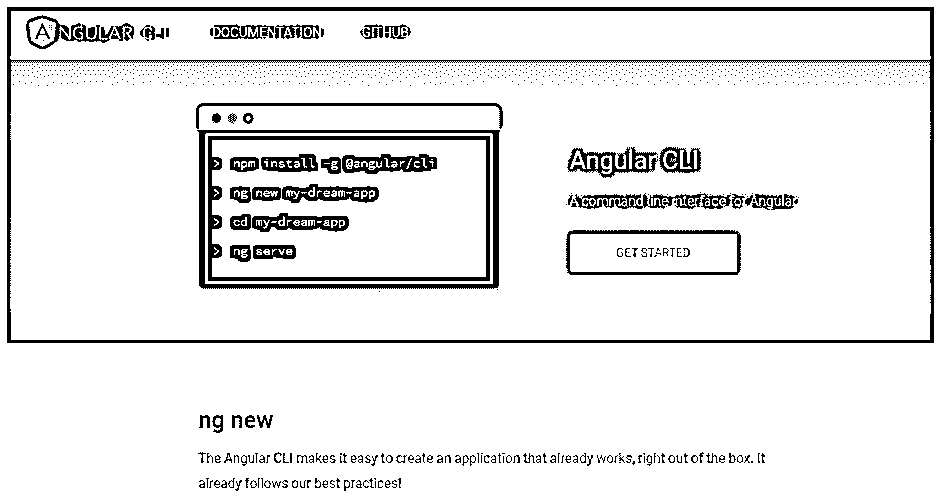 ANGULAR CLI DOCUMENTATION GITHUB
> npm install -g @angular/cli
> ng new my-dream-app
> cd my-dream-app
> ng serve
Angular CLI
A command line interface for Angular
GET STARTED
ng new
The Angular CLI makes it easy to create an application that already works, right out of the box. It
already follows our best practices!